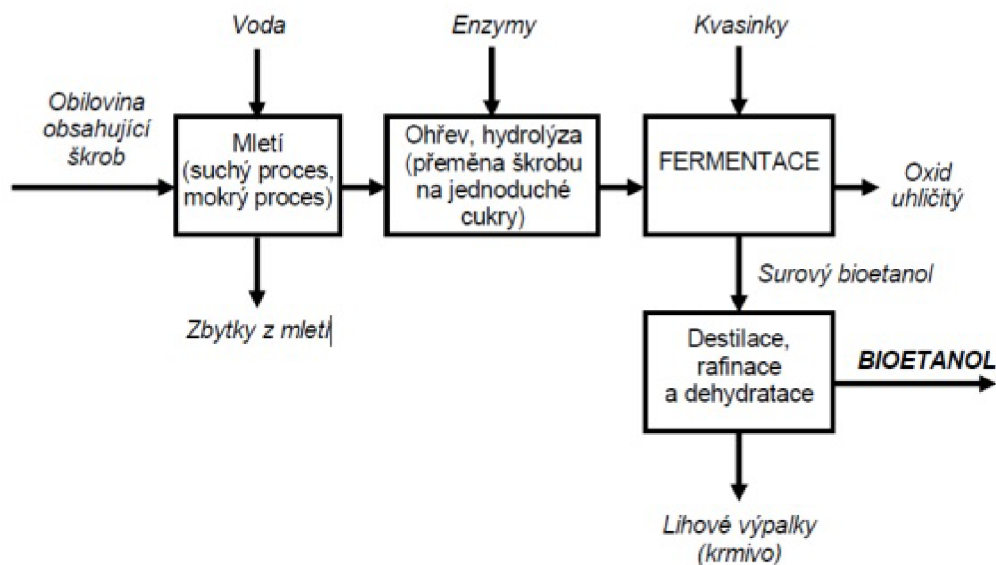 Voda
Enzymy
Kvasinky
Obilovina
obsahující
škrob
Mletí
(suchý proces,
mokrý proces)
Ohřev, hydrolýza
(přeměna škrobu
na jednoduché
cukry)
FERMENTACE
Oxid
uhličitý
Zbytky z mletí
Surový bioetanol
Destilace,
rafinace
a dehydratace
BIOETANOL
Lihové výpalky
(krmivo)